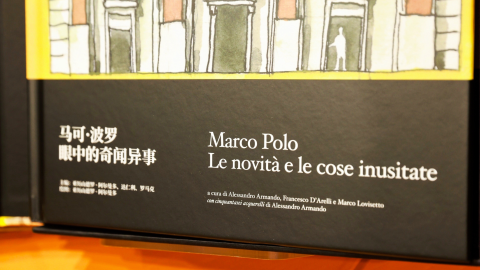 马可·波罗
眼中的奇闻异事
Marco Polo
Le novità e le cose inusitate
a cura di Alessandro Armando, Francesco D'Arelli e Marco Lovisetto
con cinquantasei acquerelli di Alessandro Armando